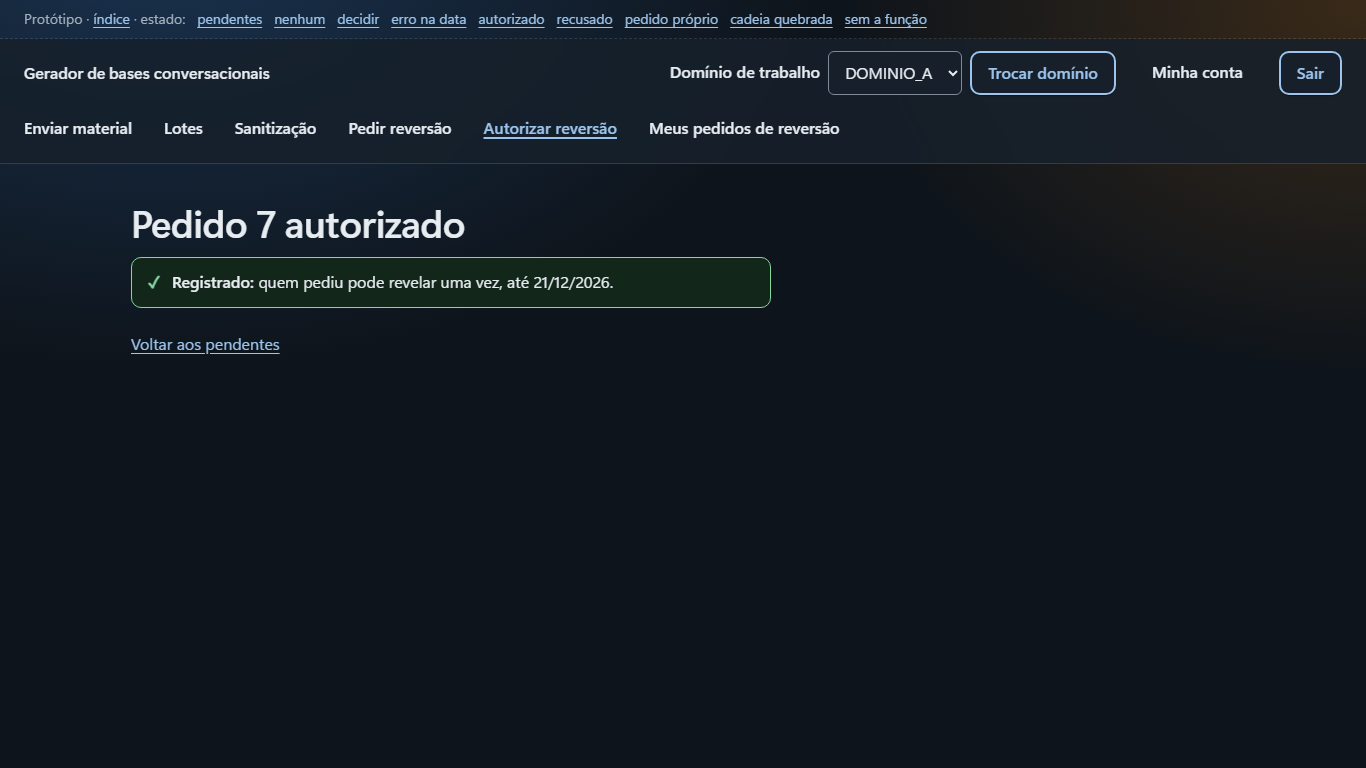 Protótipo · índice · estado: pendentes nenhum decidir erro na data autorizado recusado pedido próprio cadeia quebrada sem a função
Gerador de bases conversacionais Domínio de trabalho DOMINIO_A Trocar domínio Minha conta Sair
Enviar material Lotes Sanitização Pedir reversão Autorizar reversão Meus pedidos de reversão
Pedido 7 autorizado
✓ Registrado: quem pediu pode revelar uma vez, até 21/12/2026.
Voltar aos pendentes